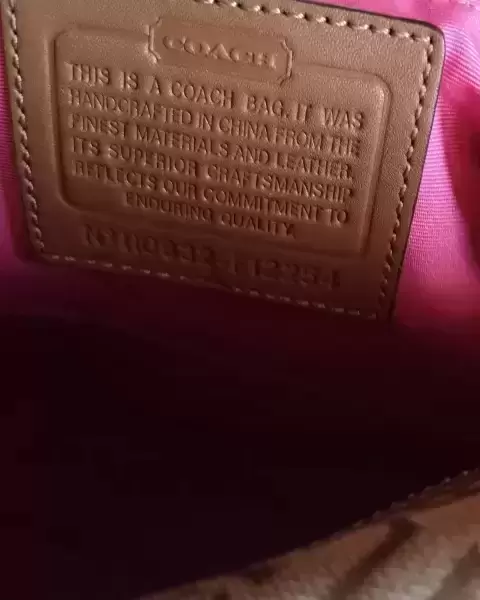 COACH
THIS IS A COACH BAG. IT WAS
HANDCRAFTED IN CHINA FROM THE
FINEST MATERIALS AND LEATHER.
ITS SUPERIOR CRAFTSMANSHIP
REFLECTS OUR COMMITMENT TO
ENDURING QUALITY.